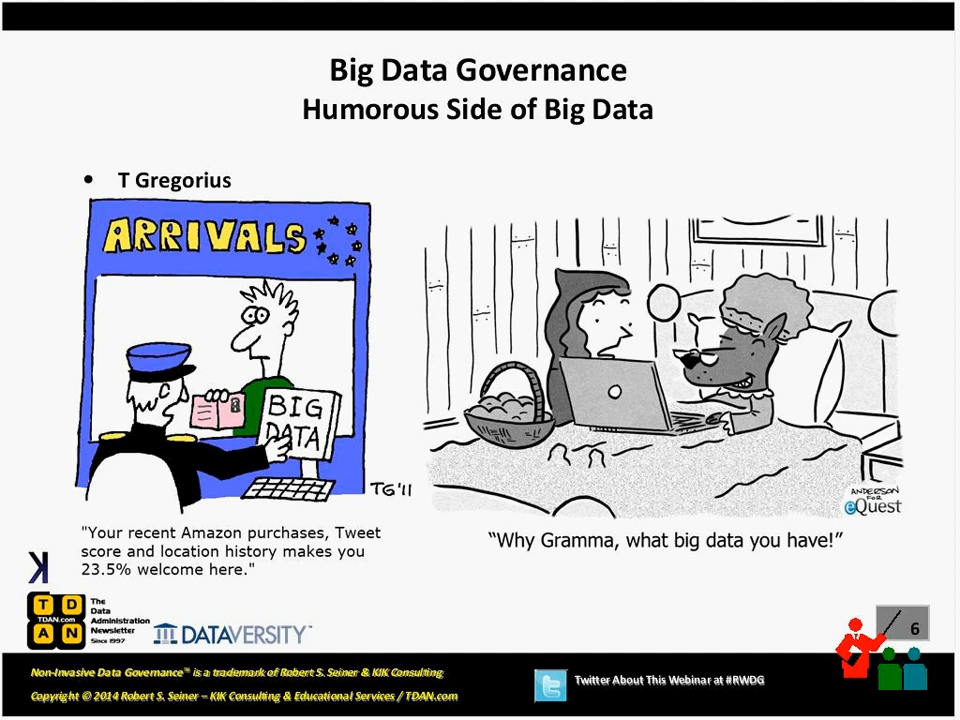 Big Data Governance
Humorous Side of Big Data
• T Gregorius
ARRIVALS
BIG
DATA
TG'11
"Your recent Amazon purchases, Tweet
score and location history makes you
23.5% welcome here."
ANDERSON
FOR
eQuest
“Why Gramma, what big data you have!”
K
T D
TDAN.com
A N
The
Data
Administration
Newsletter
Since 1997
DATAVERSITY
6
Non-Invasive Data Governance™ is a trademark of Robert S. Seiner & KIK Consulting
Copyright © 2014 Robert S. Seiner – KIK Consulting & Educational Services / TDAN.com
Twitter About This Webinar at #RWDG